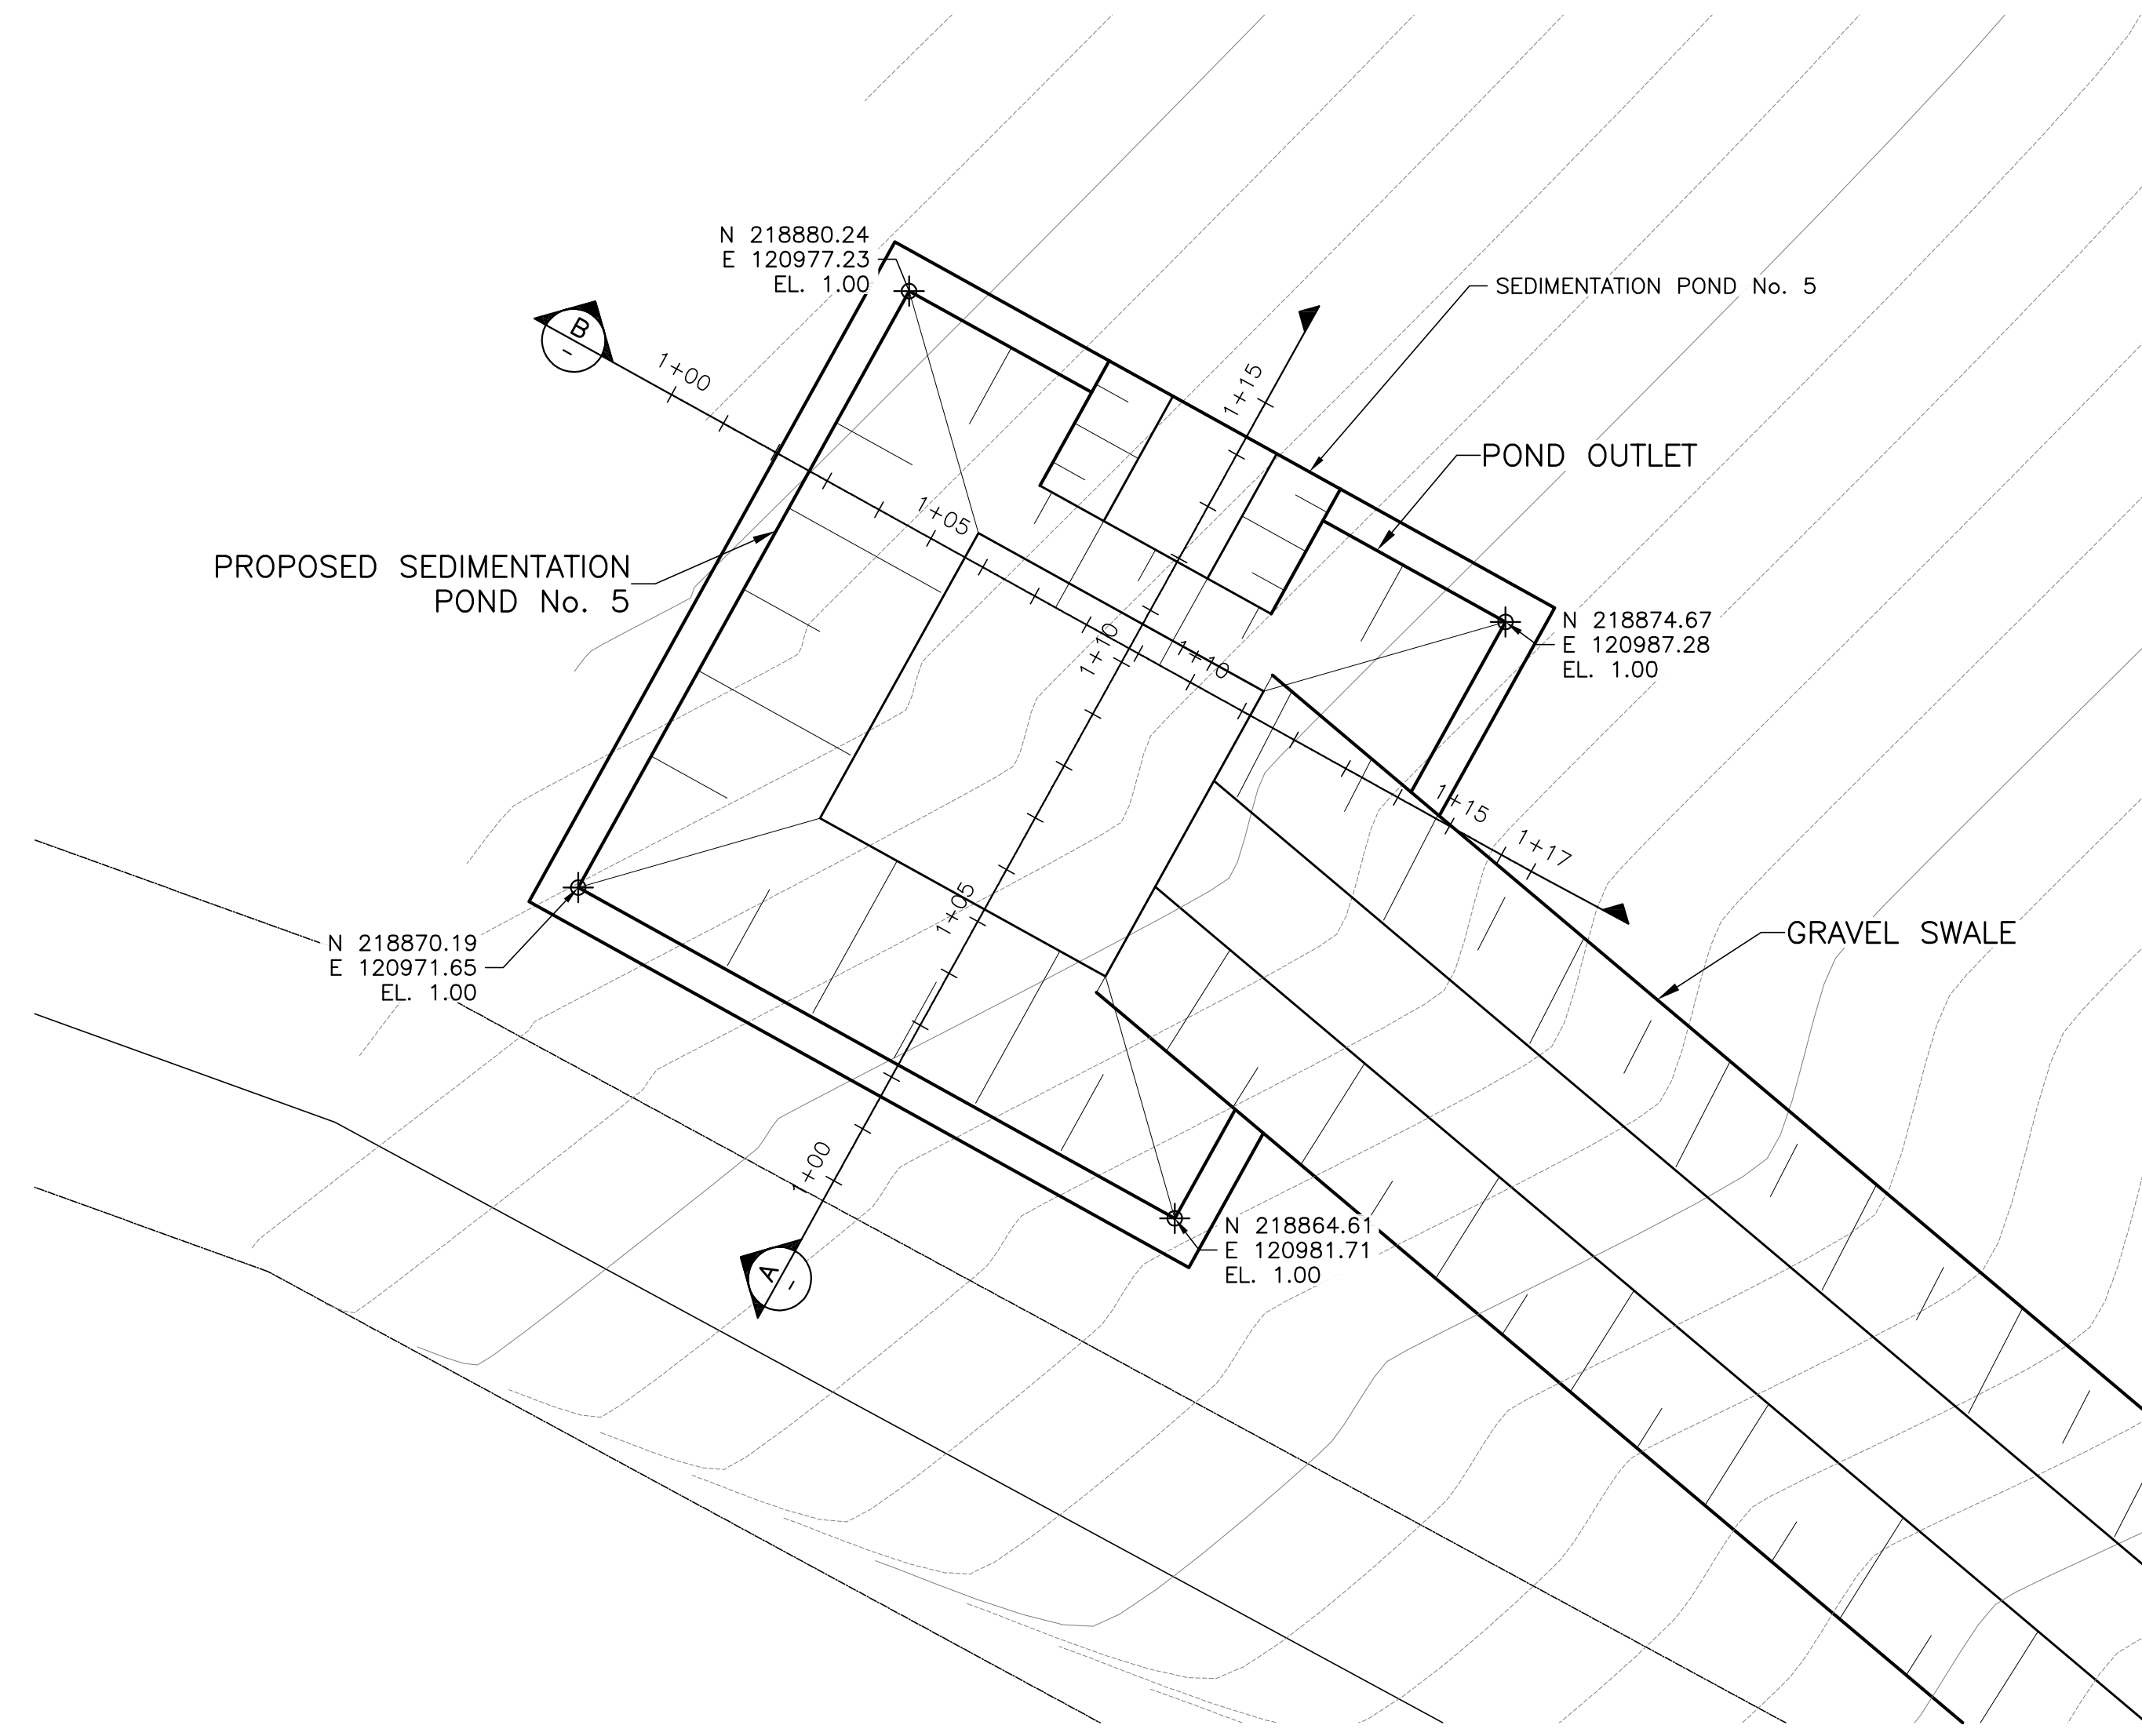 N 218880.24
E 120977.23
EL. 1.00
SEDIMENTATION POND No. 5
B
-
1+00
1+15
POND OUTLET
1+05
PROPOSED SEDIMENTATION
POND No. 5
N 218874.67
E 120987.28
EL. 1.00
1+10
1+10
1+15
1+17
1+05
GRAVEL SWALE
N 218870.19
E 120971.65
EL. 1.00
1+00
N 218864.61
E 120981.71
EL. 1.00
A
-